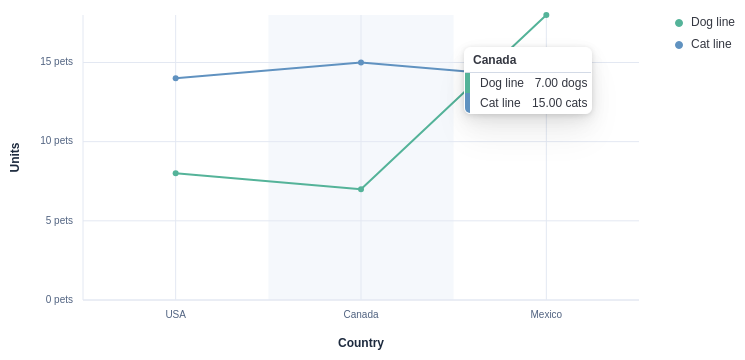 Dog line
Cat line
15 pets
10 pets
5 pets
0 pets
Units
Canada
Dog line 7.00 dogs
Cat line 15.00 cats
USA Canada Mexico
Country